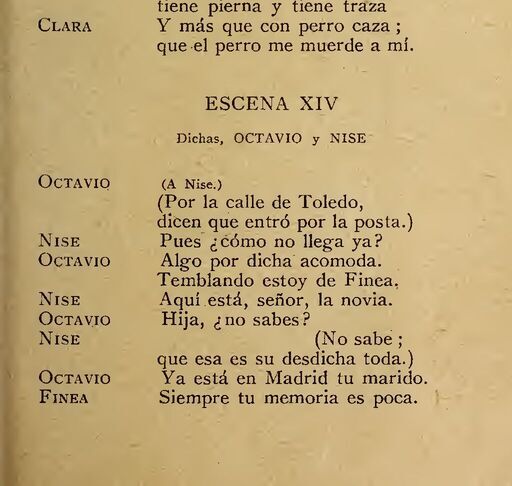 tiene pierna y tiene traza
CLARA Y más que con perro caza ;
que el perro me muerde a mí.
ESCENA XIV
Dichas, OCTAVIO y NISE
OCTAVIO (A Nise.)
(Por la calle de Toledo,
dicen que entró por la posta.)
NISE Pues ¿cómo no llega ya?
OCTAVIO Algo por dicha acomoda.
Temblando estoy de Finea.
NISE Aquí está, señor, la novia.
OCTAVIO Hija, ¿no sabes?
NISE (No sabe ;
que esa es su desdicha toda.)
OCTAVIO Ya está en Madrid tu marido.
FINEA Siempre tu memoria es poca.